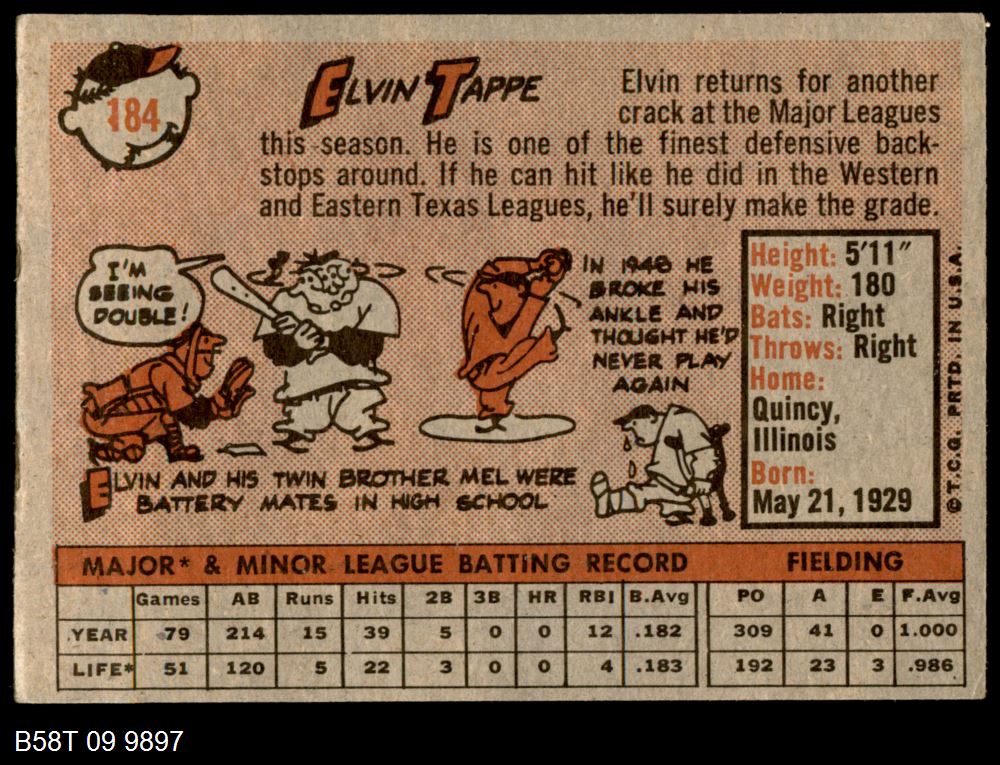 184
ELVIN TAPPE
Elvin returns for another
crack at the Major Leagues
this season. He is one of the finest defensive back-
stops around. If he can hit like he did in the Western
and Eastern Texas Leagues, he'll surely make the grade.
I'M
SEEING
DOUBLE!
ELVIN AND HIS TWIN BROTHER MEL WERE
BATTERY MATES IN HIGH SCHOOL
IN 1948 HE
BROKE HIS
ANKLE AND
THOUGHT HE'D
NEVER PLAY
AGAIN
Height: 5'11"
Weight: 180
Bats: Right
Throws: Right
Home:
Quincy,
Illinois
Born:
May 21, 1929
© T.C.G. PRTD. IN U.S.A.
MAJOR* & MINOR LEAGUE BATTING RECORD FIELDING
Games AB Runs Hits 2B 3B HR RBI B.Avg PO A E F.Avg
YEAR 79 214 15 39 5 0 0 12 .182 309 41 0 1.000
LIFE* 51 120 5 22 3 0 0 4 .183 192 23 3 .986
B58T 09 9897